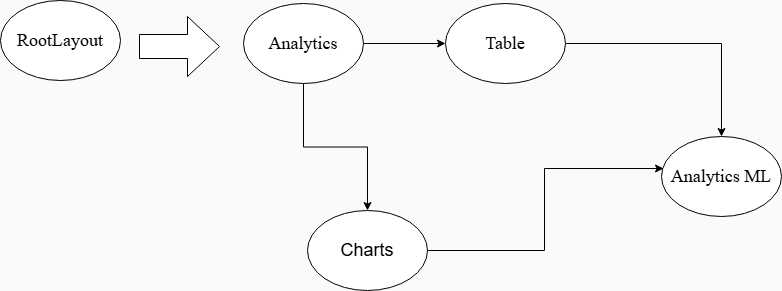 RootLayout
Analytics
Table
Analytics ML
Charts